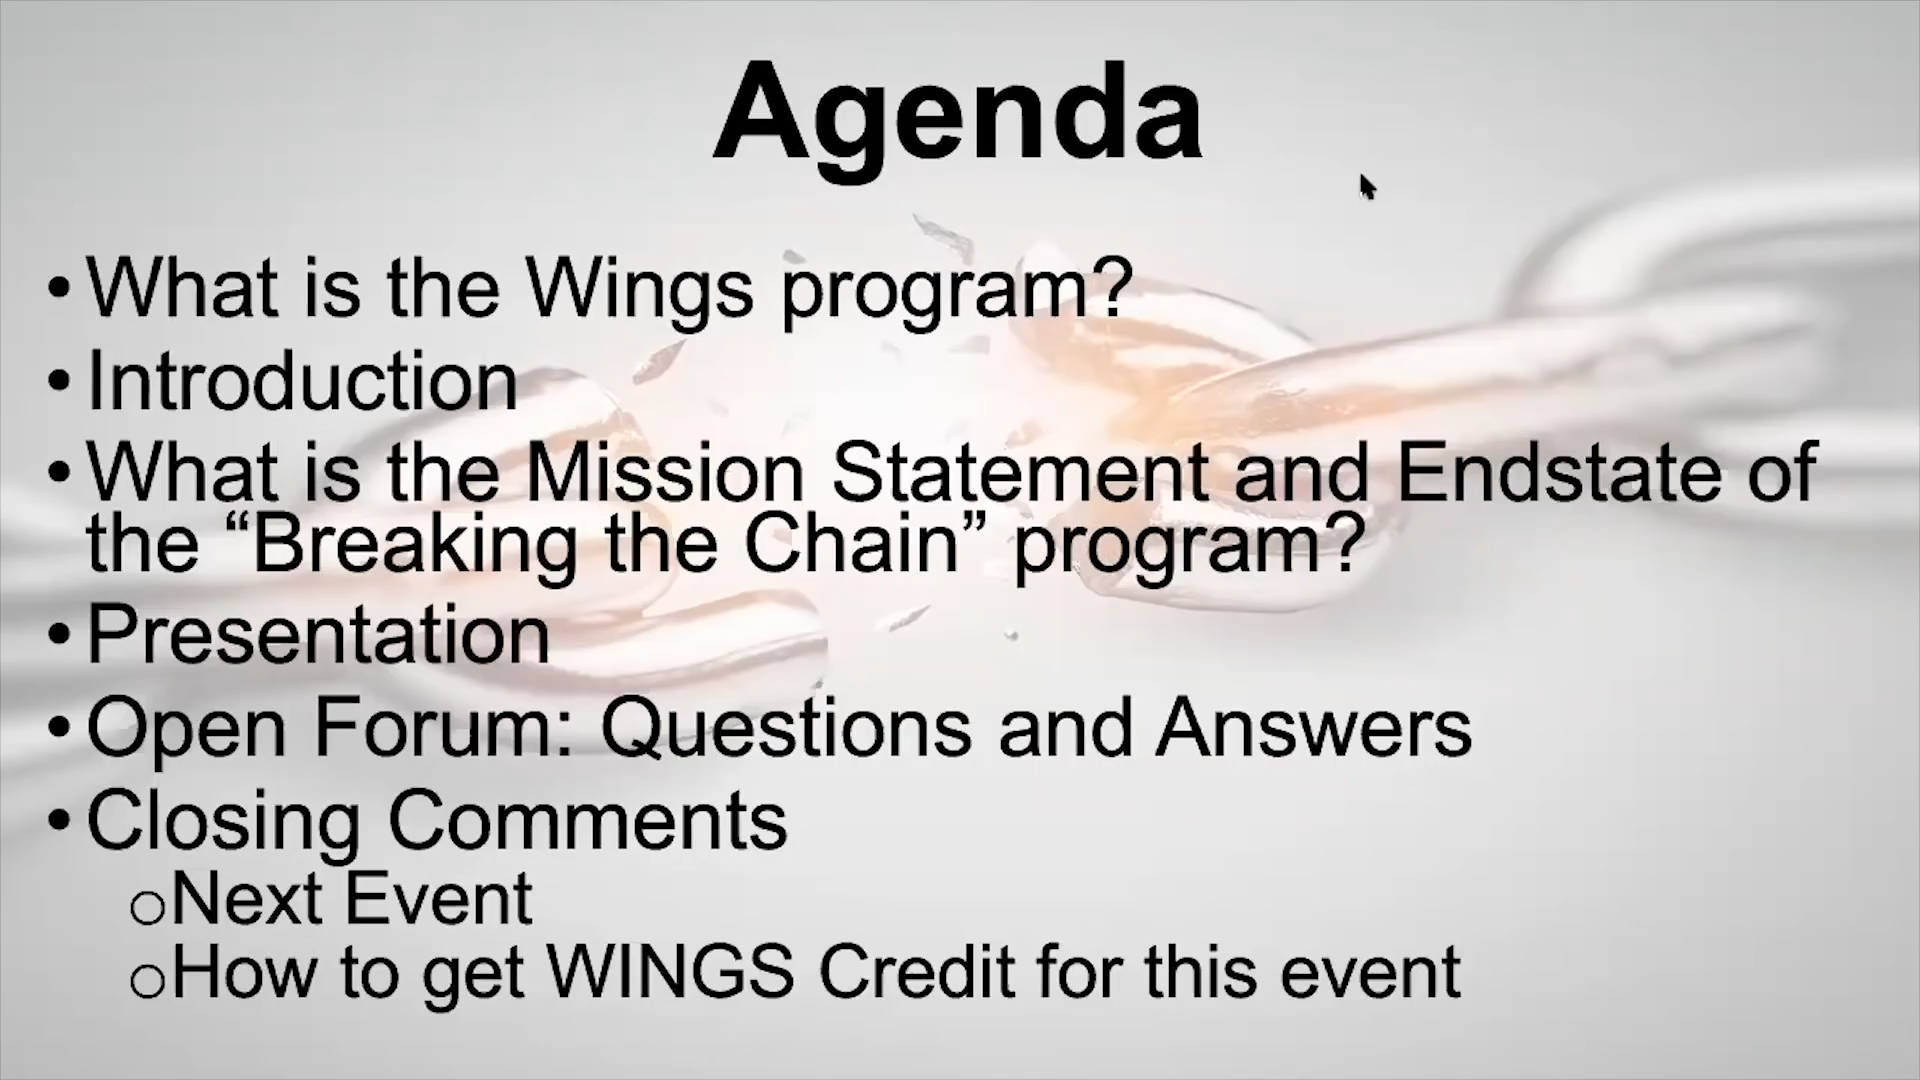 Agenda
• What is the Wings program?
• Introduction
• What is the Mission Statement and Endstate of
the “Breaking the Chain” program?
• Presentation
• Open Forum: Questions and Answers
• Closing Comments
o Next Event
o How to get WINGS Credit for this event